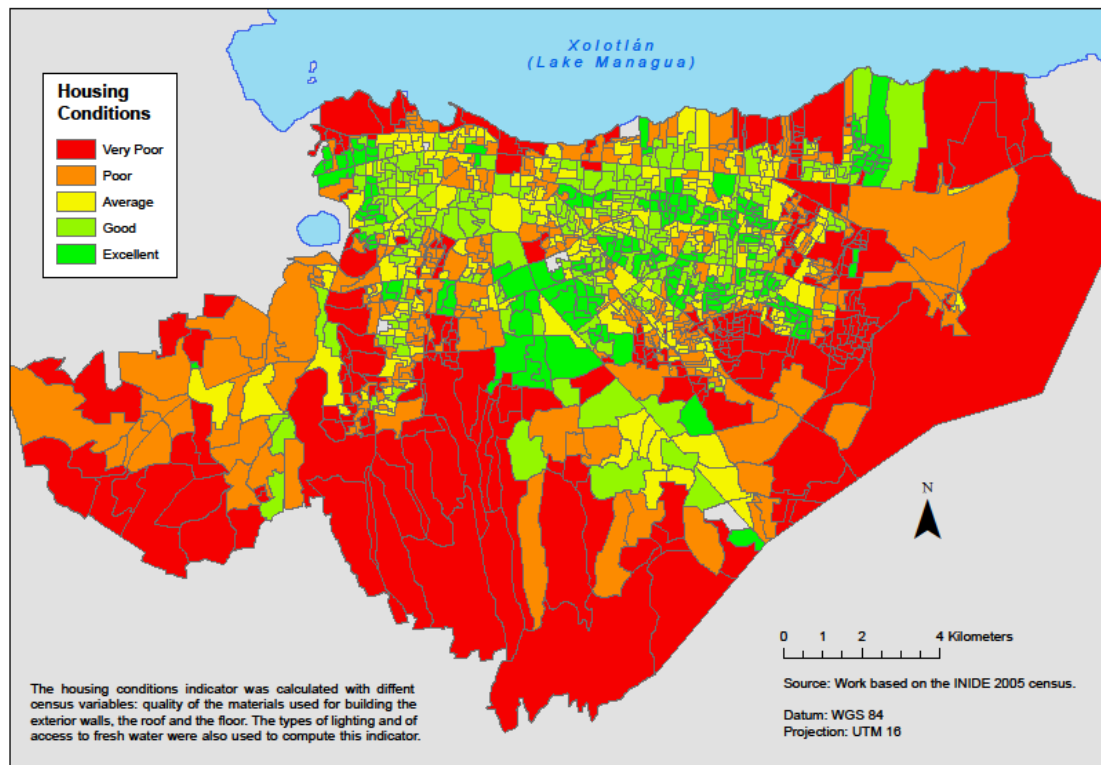 Xolotlán
(Lake Managua)
Housing
Conditions
Very Poor
Poor
Average
Good
Excellent
N
0 1 2 4 Kilometers
Source: Work based on the INIDE 2005 census.
Datum: WGS 84
Projection: UTM 16
The housing conditions indicator was calculated with diffent
census variables: quality of the materials used for building the
exterior walls, the roof and the floor. The types of lighting and of
access to fresh water were also used to compute this indicator.